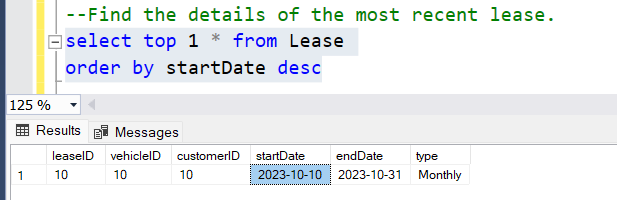 --Find the details of the most recent lease.
select top 1 * from Lease
order by startDate desc
125 %
Results Messages
leaseID vehicleID customerID startDate endDate type
1 10 10 10 2023-10-10 2023-10-31 Monthly